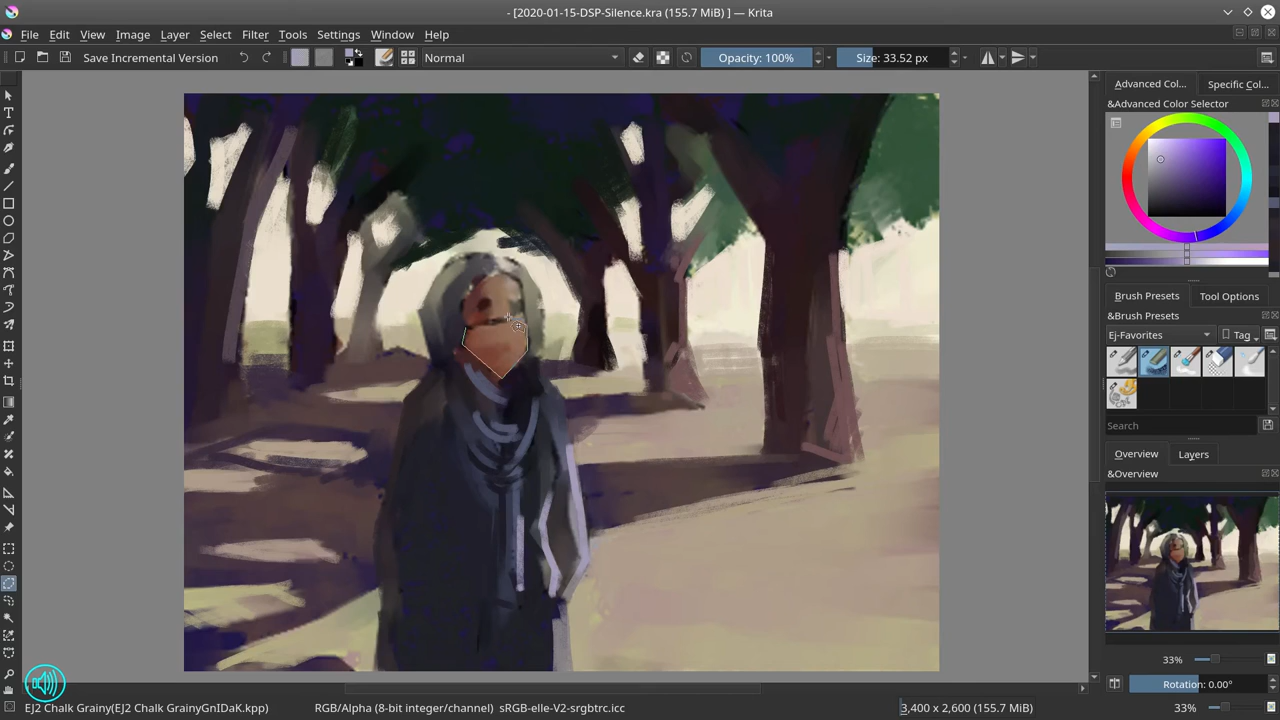 - [2020-01-15-DSP-Silence.kra (155.7 MiB) ] — Krita
File Edit View Image Layer Select Filter Tools Settings Window Help
Save Incremental Version Normal Opacity: 100% Size: 33.52 px
Advanced Col... Specific Col...
&Advanced Color Selector
Brush Presets Tool Options
&Brush Presets
Ej-Favorites Tag
Search
Overview Layers
&Overview
33%
Rotation: 0.00°
EJ2 Chalk Grainy(EJ2 Chalk GrainyGnIDaK.kpp) RGB/Alpha (8-bit integer/channel) sRGB-elle-V2-srgbtrc.icc 3,400 x 2,600 (155.7 MiB) 33%